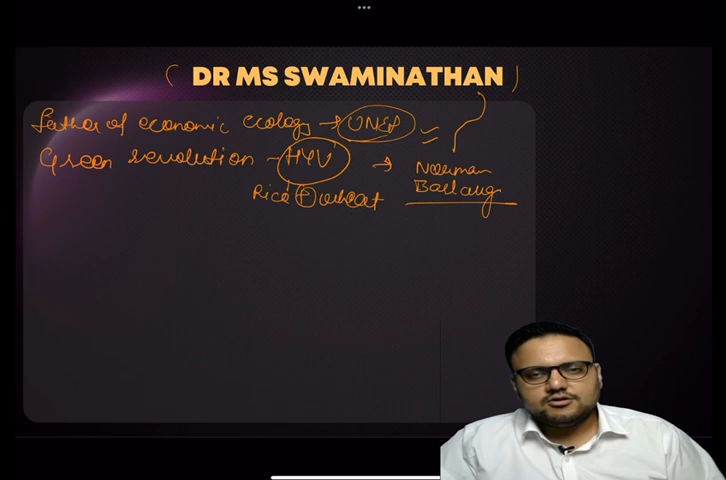 ( DR MS SWAMINATHAN )
father of economic ecology → UNEP
Green revolution - HYV → Norman
Borlaug
Rice + wheat